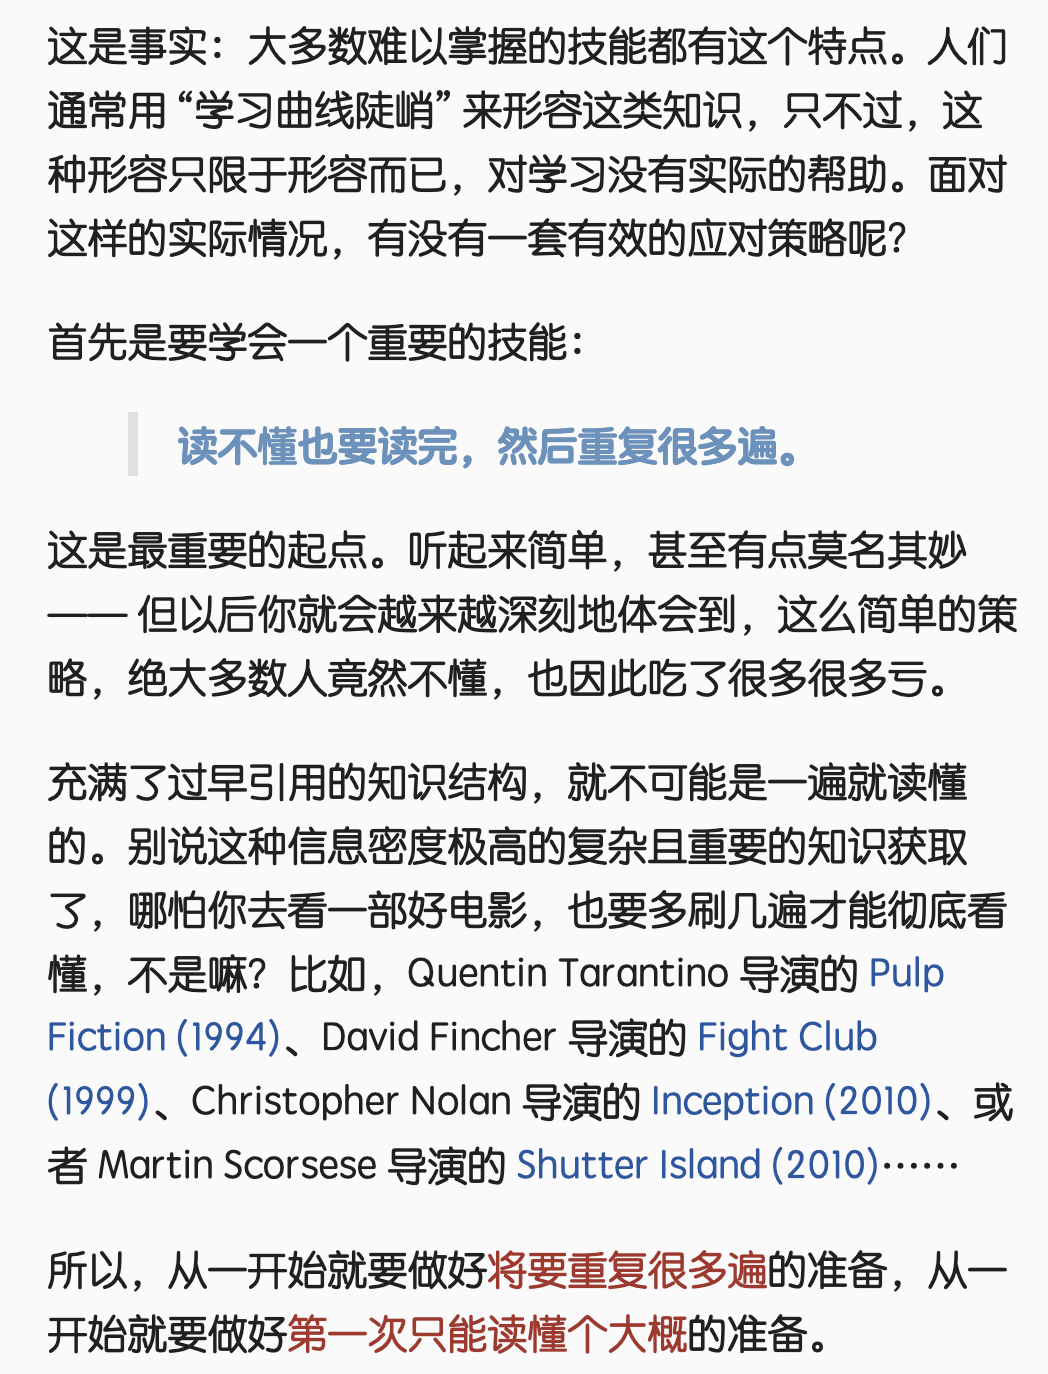 这是事实：大多数难以掌握的技能都有这个特点。人们
通常用 “学习曲线陡峭” 来形容这类知识，只不过，这
种形容只限于形容而已，对学习没有实际的帮助。面对
这样的实际情况，有没有一套有效的应对策略呢？
首先是要学会一个重要的技能：
读不懂也要读完，然后重复很多遍。
这是最重要的起点。听起来简单，甚至有点莫名其妙
—— 但以后你就会越来越深刻地体会到，这么简单的策
略，绝大多数人竟然不懂，也因此吃了很多很多亏。
充满了过早引用的知识结构，就不可能是一遍就读懂
的。别说这种信息密度极高的复杂且重要的知识获取
了，哪怕你去看一部好电影，也要多刷几遍才能彻底看
懂，不是嘛？比如，Quentin Tarantino 导演的 Pulp
Fiction (1994)、David Fincher 导演的 Fight Club
(1999)、Christopher Nolan 导演的 Inception (2010)、或
者 Martin Scorsese 导演的 Shutter Island (2010)……
所以，从一开始就要做好将要重复很多遍的准备，从一
开始就要做好第一次只能读懂个大概的准备。